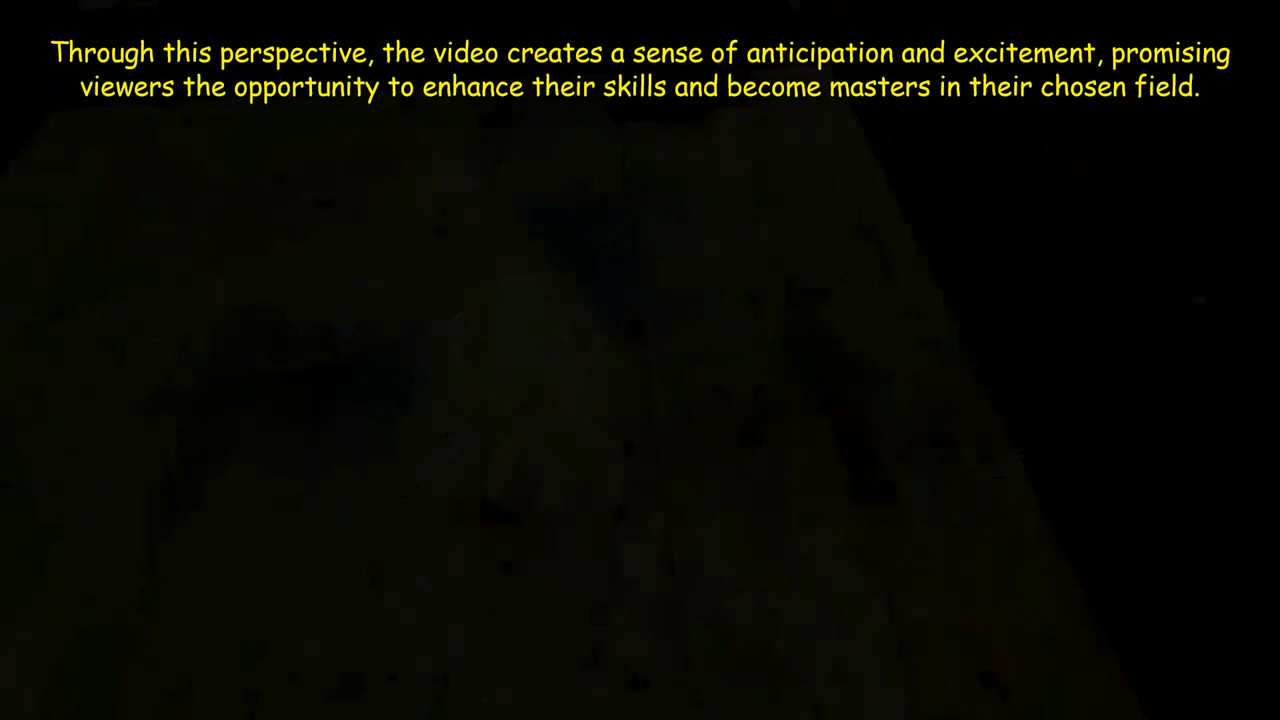 Through this perspective, the video creates a sense of anticipation and excitement, promising
viewers the opportunity to enhance their skills and become masters in their chosen field.